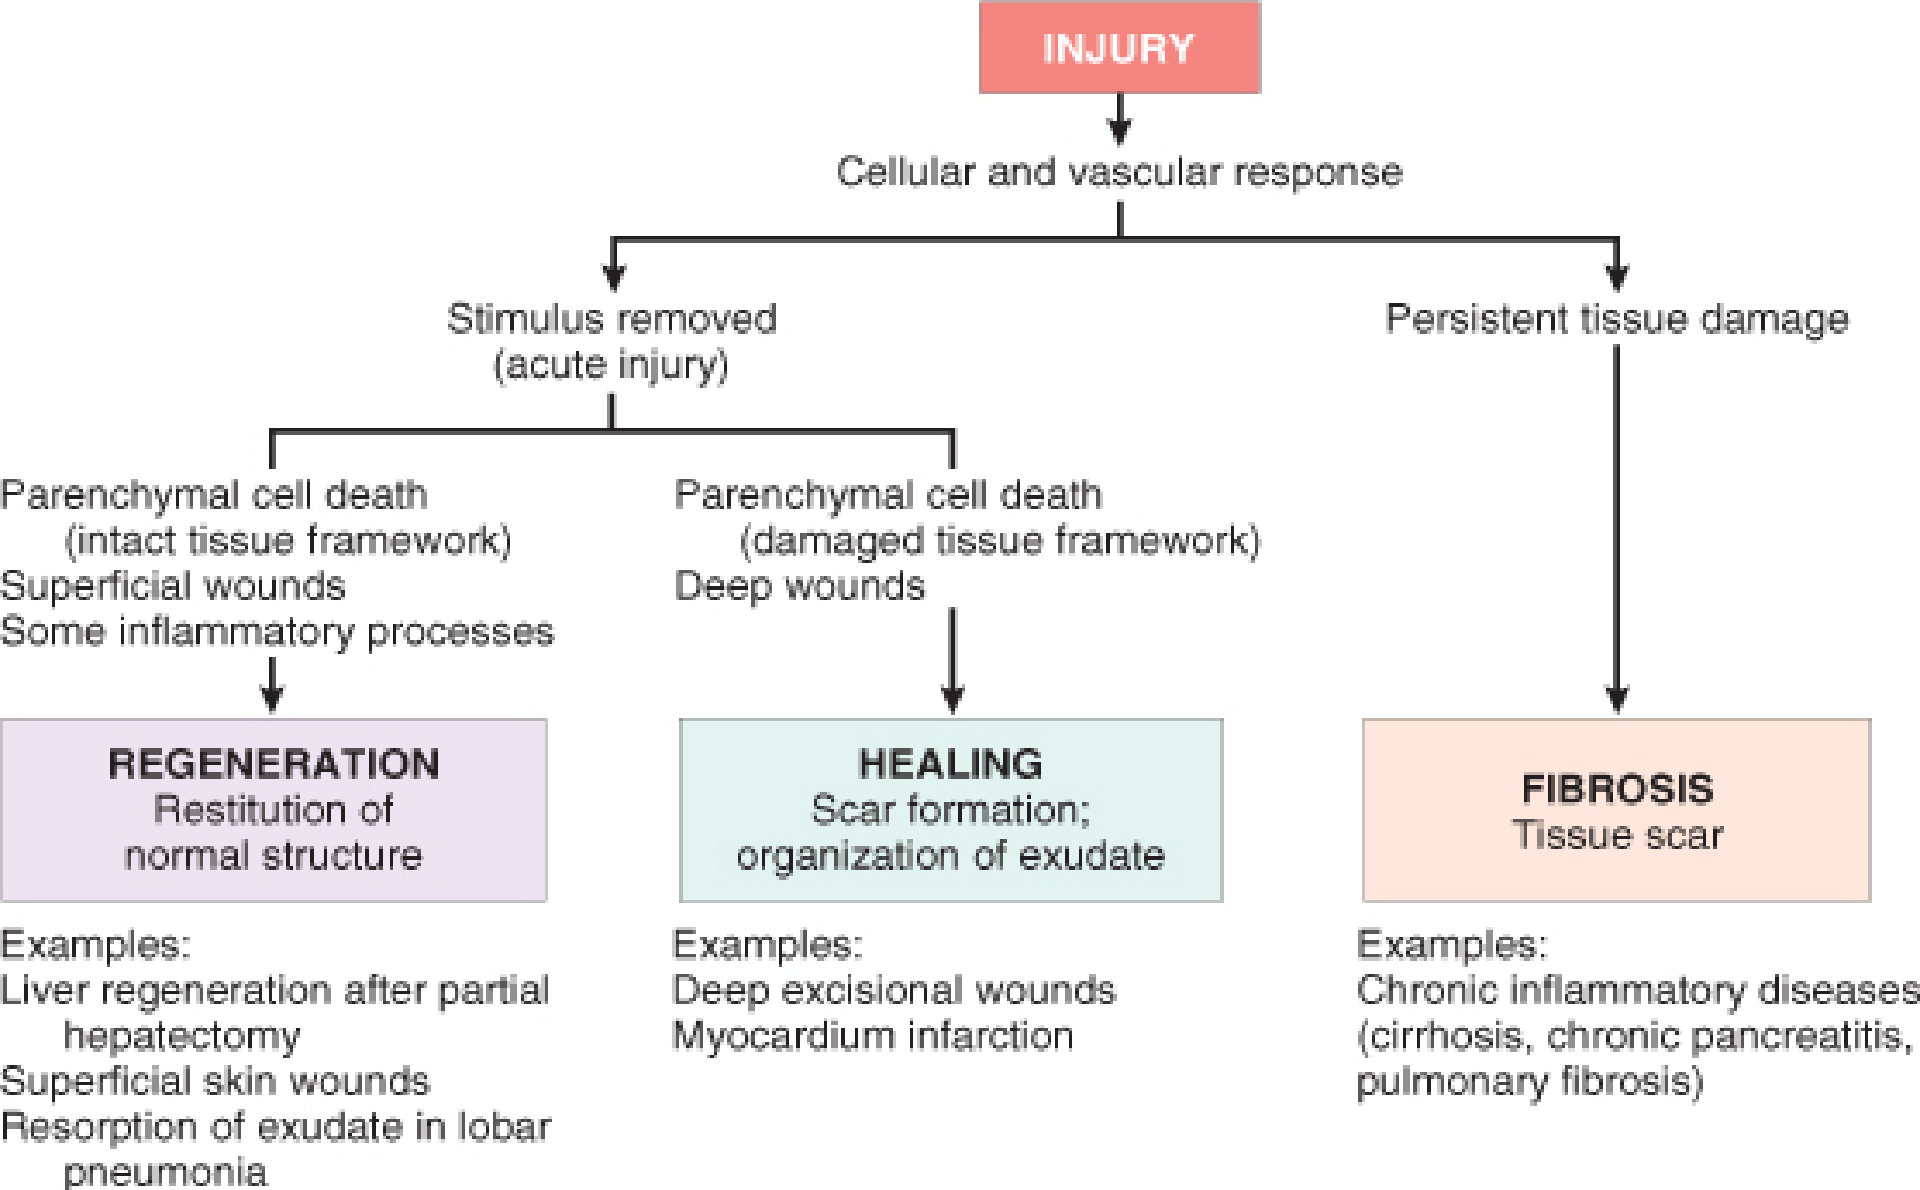 INJURY
Cellular and vascular response
Stimulus removed
(acute injury)
Persistent tissue damage
Parenchymal cell death
(intact tissue framework)
Superficial wounds
Some inflammatory processes
Parenchymal cell death
(damaged tissue framework)
Deep wounds
REGENERATION
Restitution of
normal structure
HEALING
Scar formation;
organization of exudate
FIBROSIS
Tissue scar
Examples:
Liver regeneration after partial
hepatectomy
Superficial skin wounds
Resorption of exudate in lobar
pneumonia
Examples:
Deep excisional wounds
Myocardium infarction
Examples:
Chronic inflammatory diseases
(cirrhosis, chronic pancreatitis,
pulmonary fibrosis)